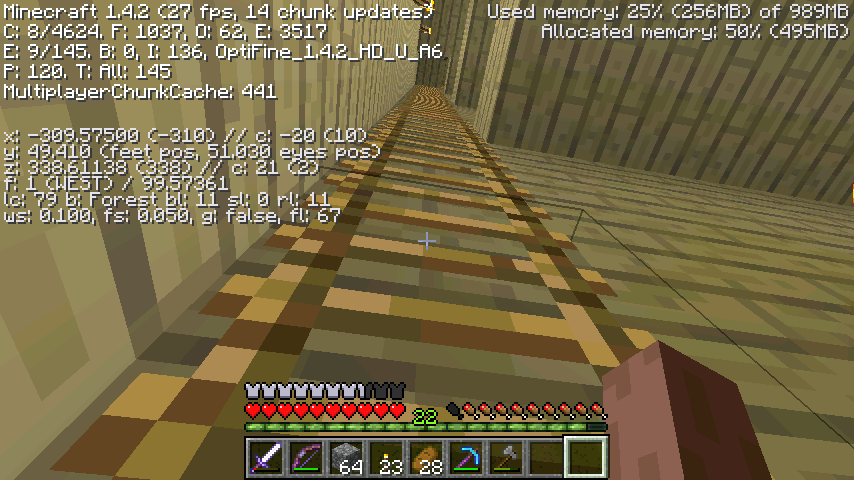 Minecraft 1.4.2 (27 fps, 14 chunk updates)
Used memory: 25% (256MB) of 989MB
C: 8/4624. F: 1037, O: 62, E: 3517
Allocated memory: 50% (495MB)
E: 9/145. B: 0, I: 136, OptiFine_1.4.2_HD_U_A6
P: 120. T: All: 145
MultiplayerChunkCache: 441
x: -309.57500 (-310) // c: -20 (10)
y: 49.410 (feet pos, 51.030 eyes pos)
z: 338.61138 (338) // c: 21 (2)
f: 1 (WEST) / 99.57361
lc: 79 b: Forest bl: 11 sl: 0 rl: 11
ws: 0.100, fs: 0.050, g: false, fl: 67
22
64 23 28